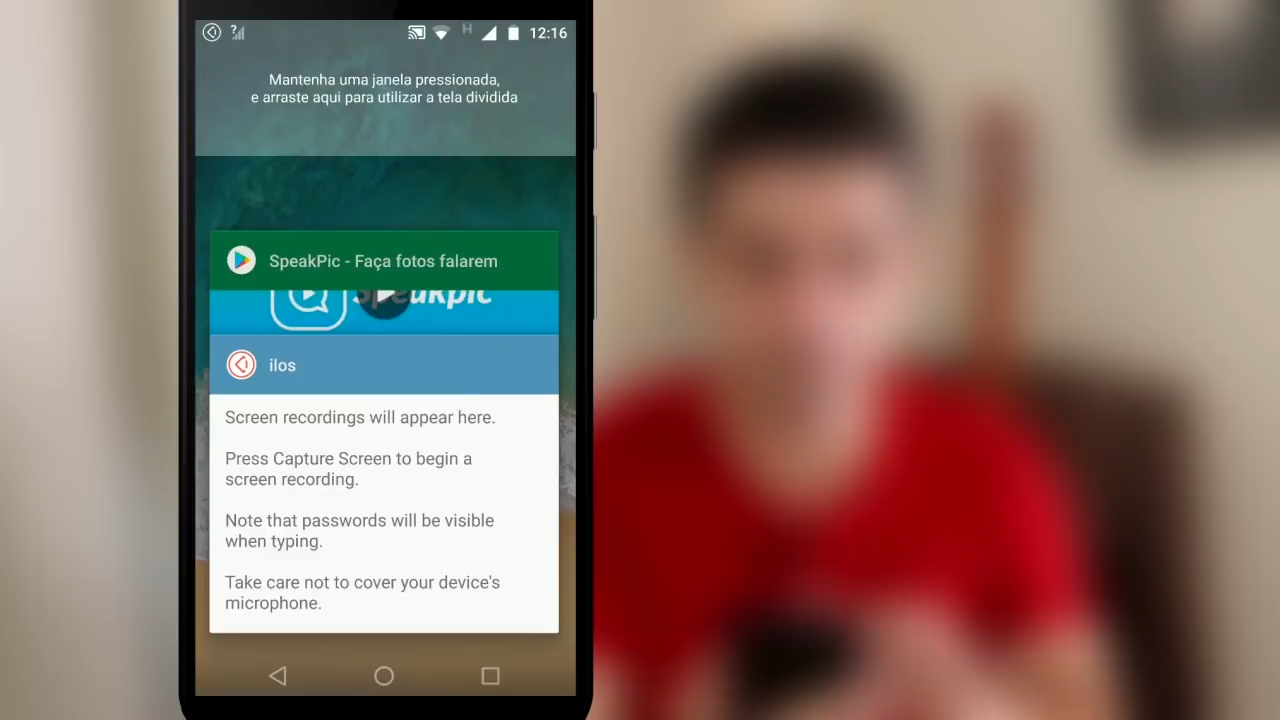 12:16
Mantenha uma janela pressionada,
e arraste aqui para utilizar a tela dividida
SpeakPic - Faça fotos falarem
Speakpic
ilos
Screen recordings will appear here.
Press Capture Screen to begin a
screen recording.
Note that passwords will be visible
when typing.
Take care not to cover your device's
microphone.